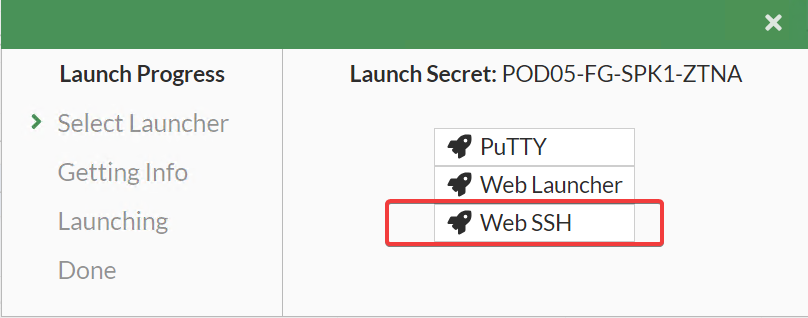 Launch Progress
Select Launcher
Getting Info
Launching
Done
Launch Secret: POD05-FG-SPK1-ZTNA
PuTTY
Web Launcher
Web SSH